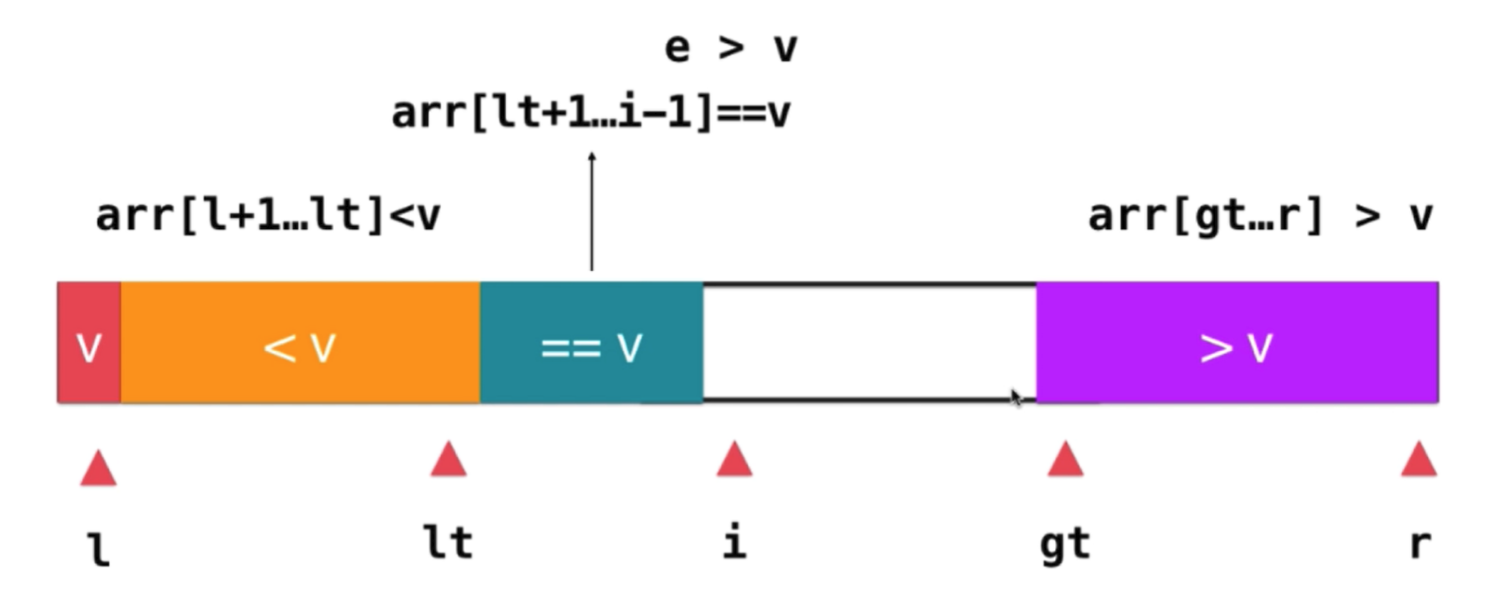 e > v
arr[lt+1…i−1]==v
arr[l+1…lt]<v arr[gt…r] > v
v < v == v > v
l lt i gt r